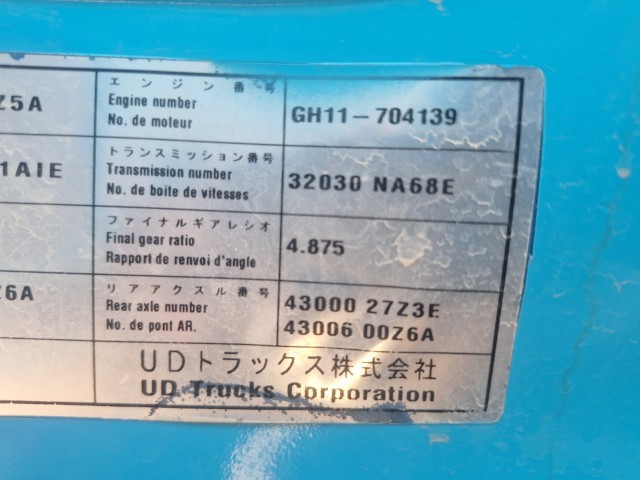 Z5A
エンジン番号
Engine number
No. de moteur
GH11-704139
1AIE
トランスミッション番号
Transmission number
No. de boite de vitesses
32030 NA68E
ファイナルギアレシオ
Final gear ratio
Rapport de renvoi d'angle
4.875
Z6A
リアアクスル番号
Rear axle number
No. de pont AR.
43000 27Z3E
43006 00Z6A
UDトラックス株式会社
UD Trucks Corporation